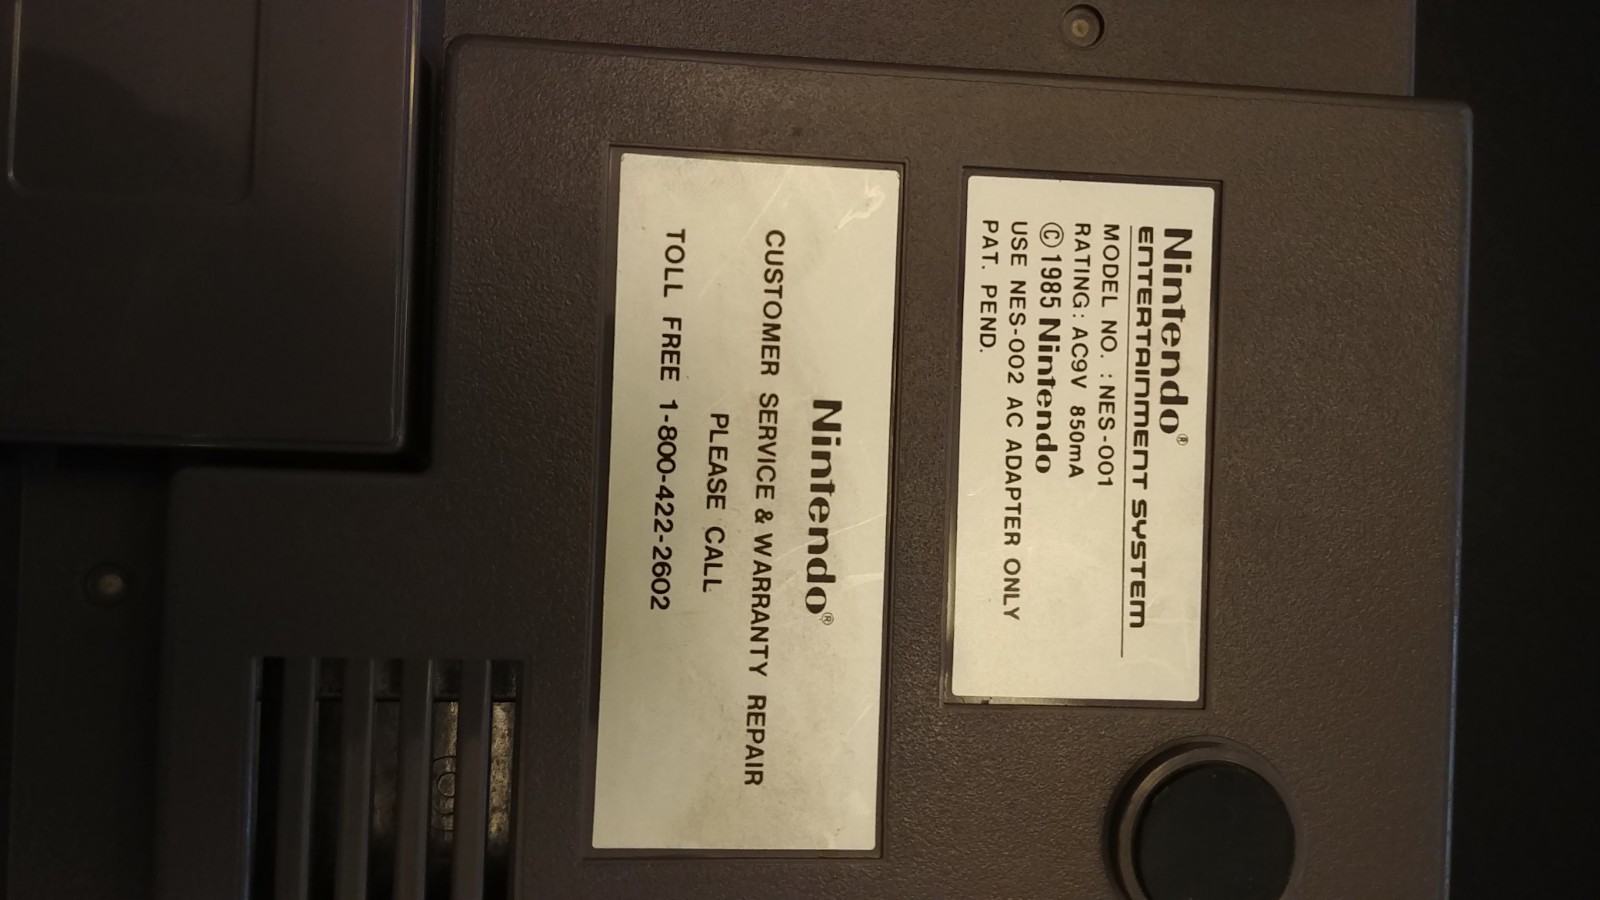 Nintendo®
ENTERTAINMENT SYSTEM
MODEL NO. : NES-001
RATING: AC9V 850mA
© 1985 Nintendo
USE NES-002 AC ADAPTER ONLY
PAT. PEND.
Nintendo®
CUSTOMER SERVICE & WARRANTY REPAIR
PLEASE CALL
TOLL FREE 1-800-422-2602